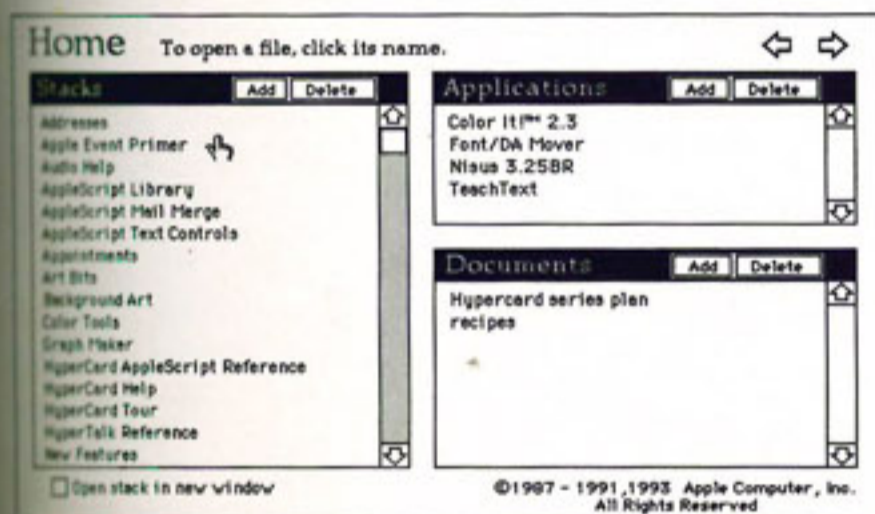 Home To open a file, click its name.
Stacks Add Delete
Addresses
Apple Event Primer
Audio Help
AppleScript Library
AppleScript Mail Merge
AppleScript Text Controls
Appointments
Art Bits
Background Art
Color Tools
Graph Maker
HyperCard AppleScript Reference
HyperCard Help
HyperCard Tour
HyperTalk Reference
New Features
Open stack in new window
Applications Add Delete
Color It!™ 2.3
Font/DA Mover
Nisus 3.25BR
TeachText
Documents Add Delete
Hypercard series plan
recipes
©1987 - 1991,1993 Apple Computer, Inc.
All Rights Reserved